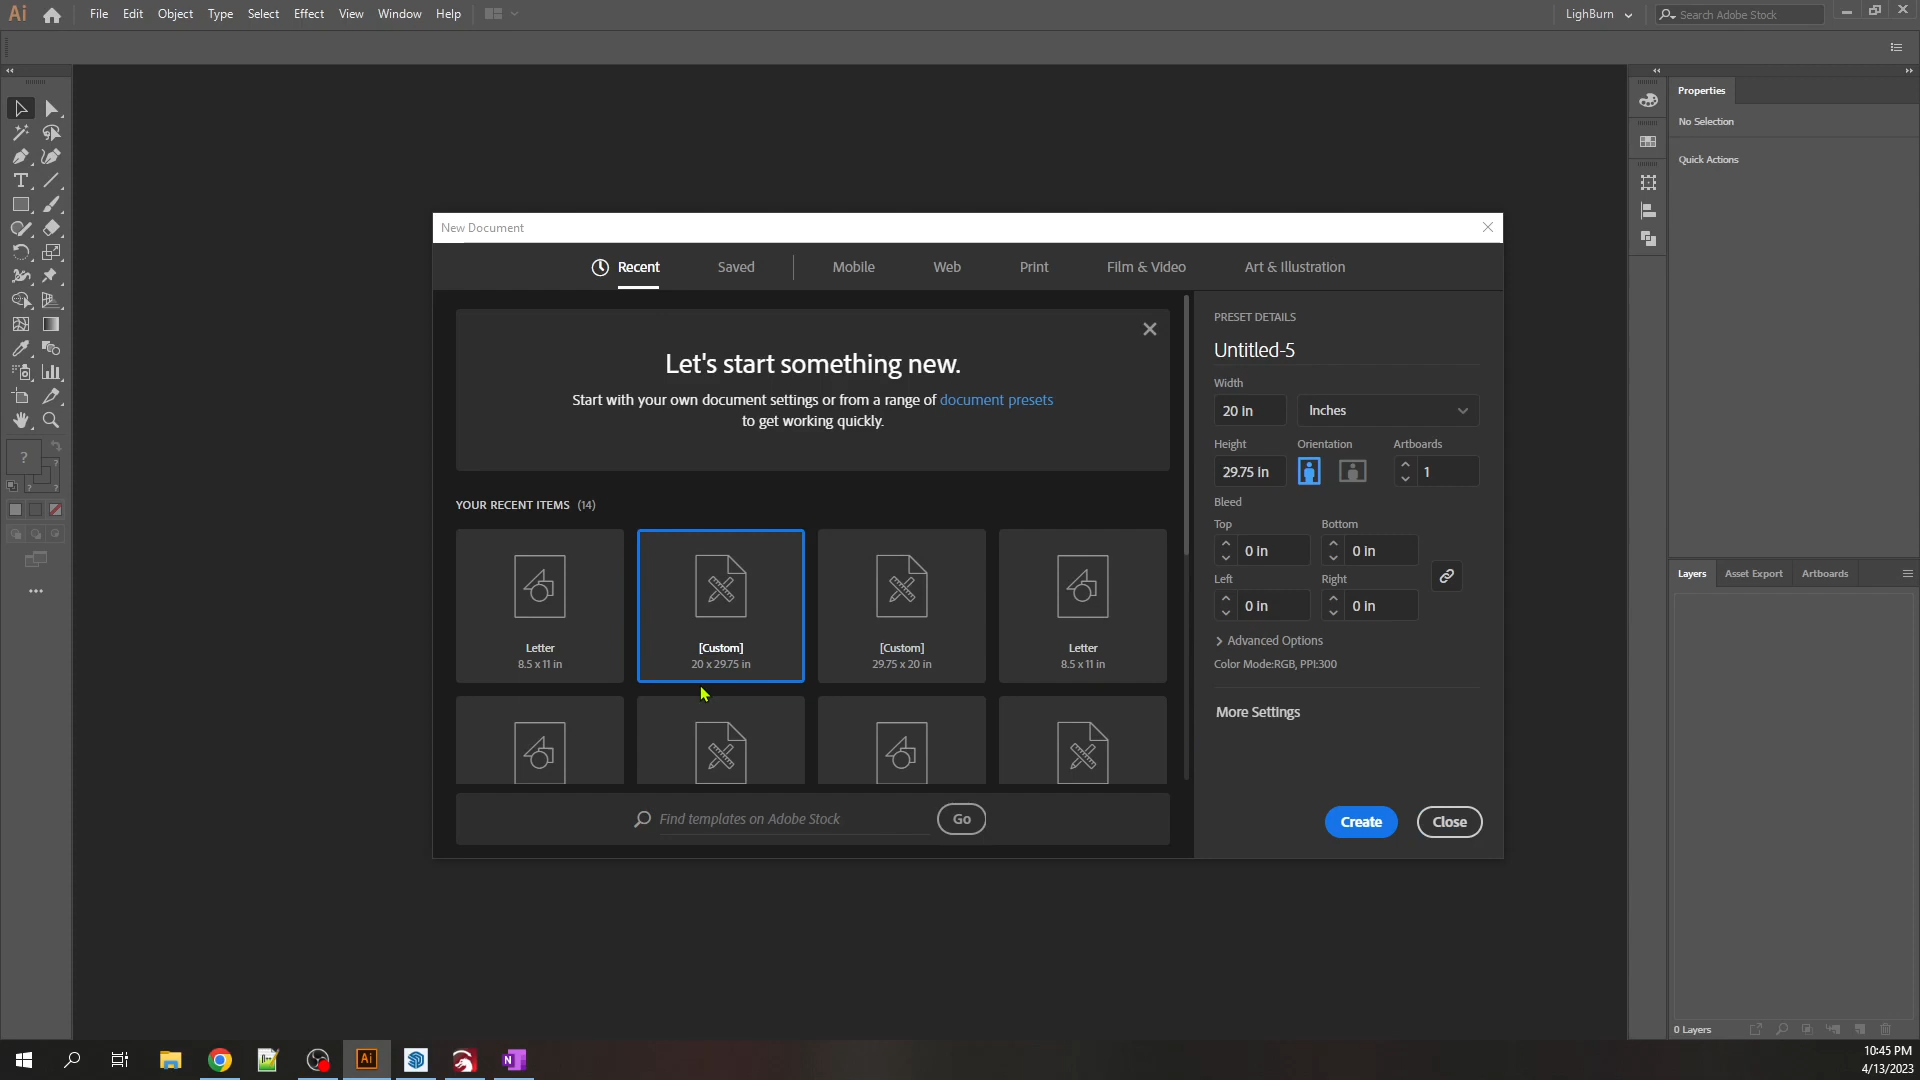 Ai File Edit Object Type Select Effect View Window Help LighBurn Search Adobe Stock
Properties
No Selection
Quick Actions
New Document
Recent Saved Mobile Web Print Film & Video Art & Illustration
Let's start something new.
Start with your own document settings or from a range of document presets
to get working quickly.
YOUR RECENT ITEMS (14)
Letter
8.5 x 11 in
[Custom]
20 x 29.75 in
[Custom]
29.75 x 20 in
Letter
8.5 x 11 in
Find templates on Adobe Stock Go
PRESET DETAILS
Untitled-5
Width
20 in Inches
Height Orientation Artboards
29.75 in 1
Bleed
Top Bottom
0 in 0 in
Left Right
0 in 0 in
> Advanced Options
Color Mode:RGB, PPI:300
More Settings
Create Close
Layers Asset Export Artboards
0 Layers
Ai
N
10:45 PM
4/13/2023